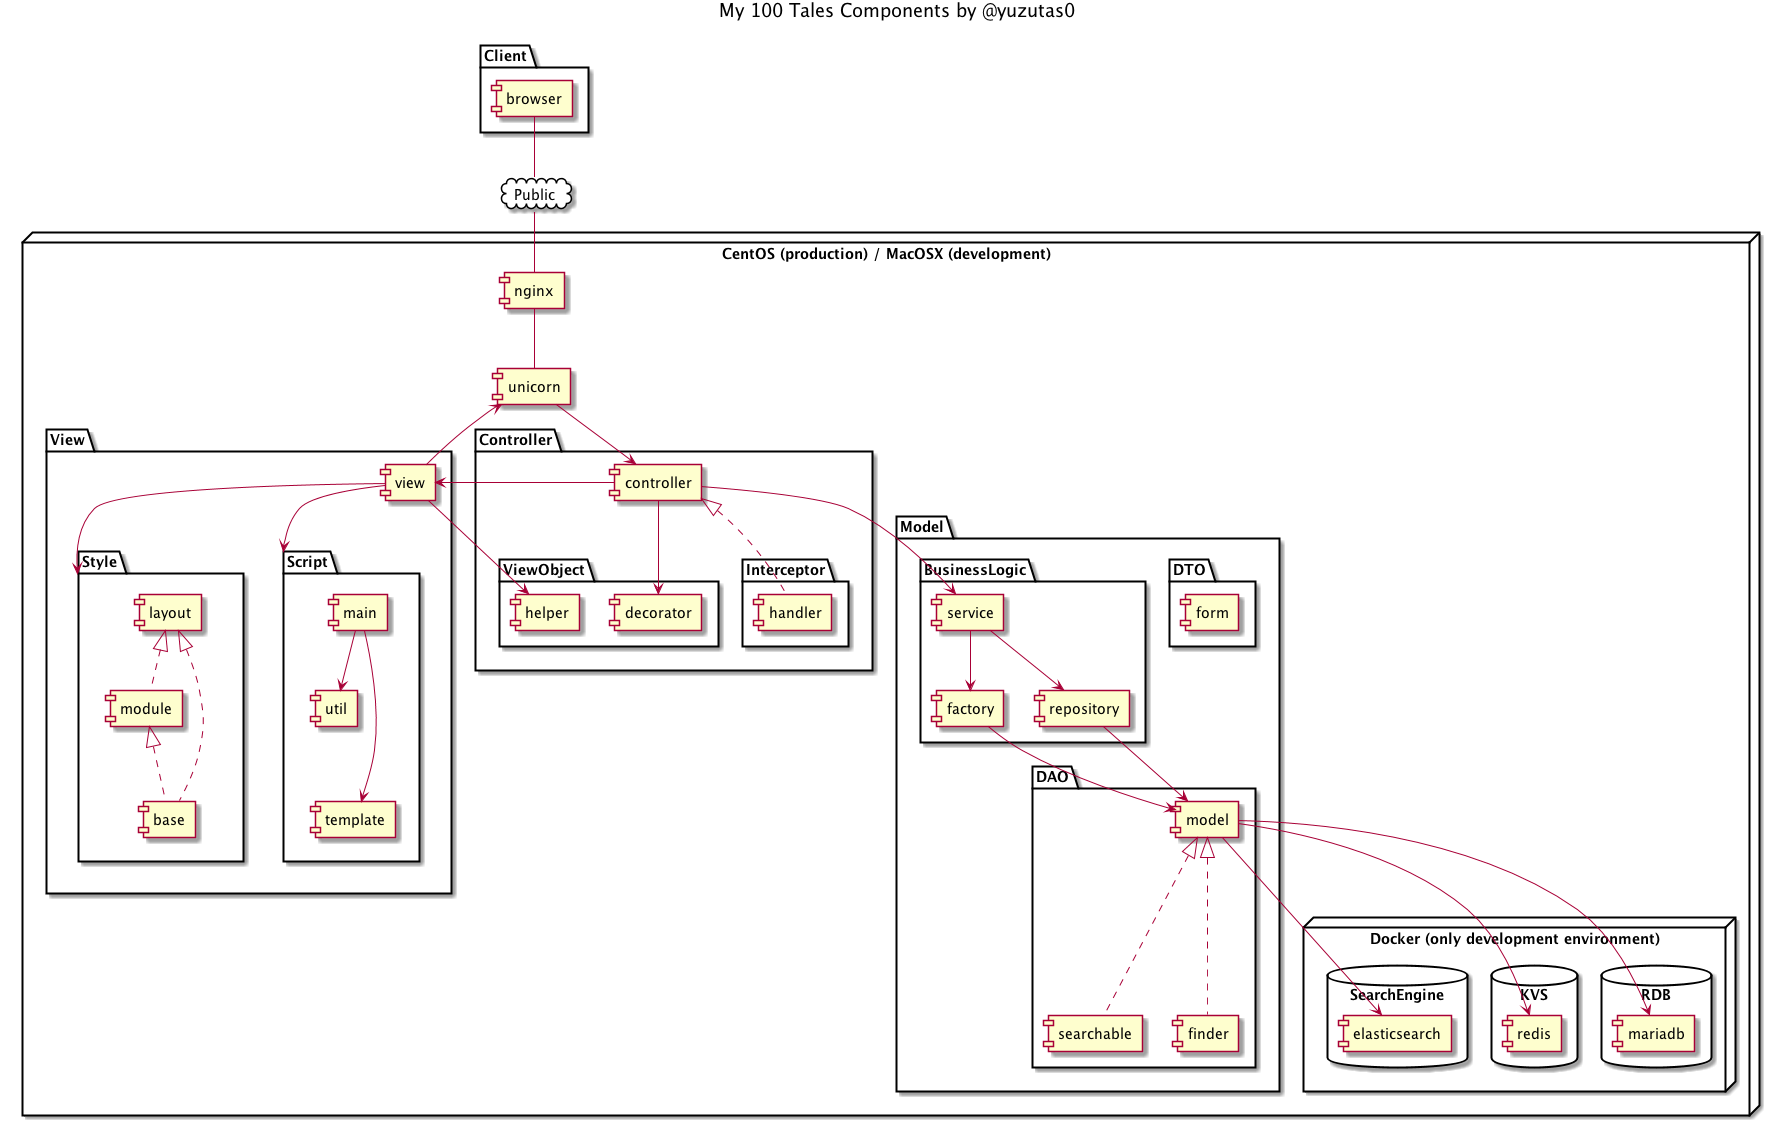 My 100 Tales Components by @yuzutas0
Client
browser
Public
CentOS (production) / MacOSX (development)
nginx
unicorn
View
Controller
view
controller
Model
Style
Script
ViewObject
Interceptor
BusinessLogic
DTO
layout
main
helper
decorator
handler
service
form
module
util
factory
repository
DAO
base
template
model
Docker (only development environment)
SearchEngine
KVS
RDB
searchable
finder
elasticsearch
redis
mariadb